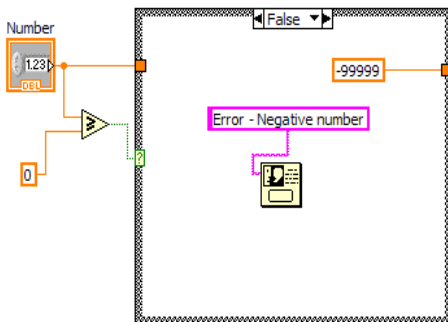 False
Number
1.23
DBL
-99999
Error - Negative number
≥
?
0